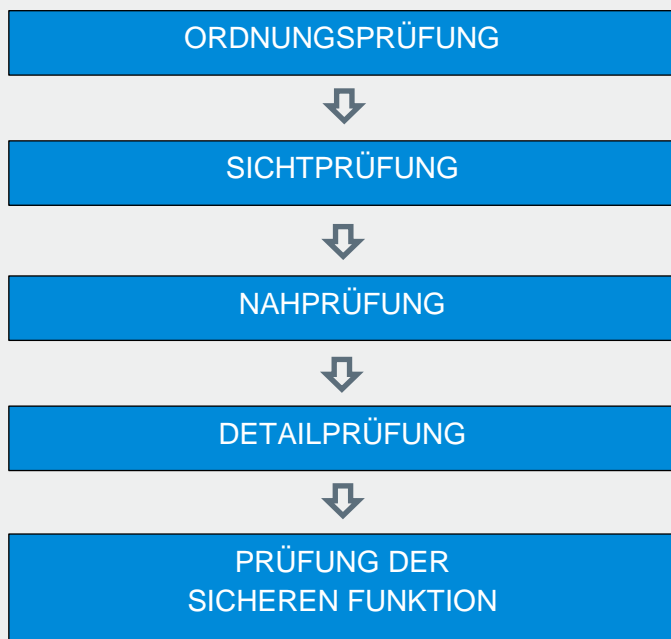 ORDNUNGSPRÜFUNG
SICHTPRÜFUNG
NAHPRÜFUNG
DETAILPRÜFUNG
PRÜFUNG DER
SICHEREN FUNKTION